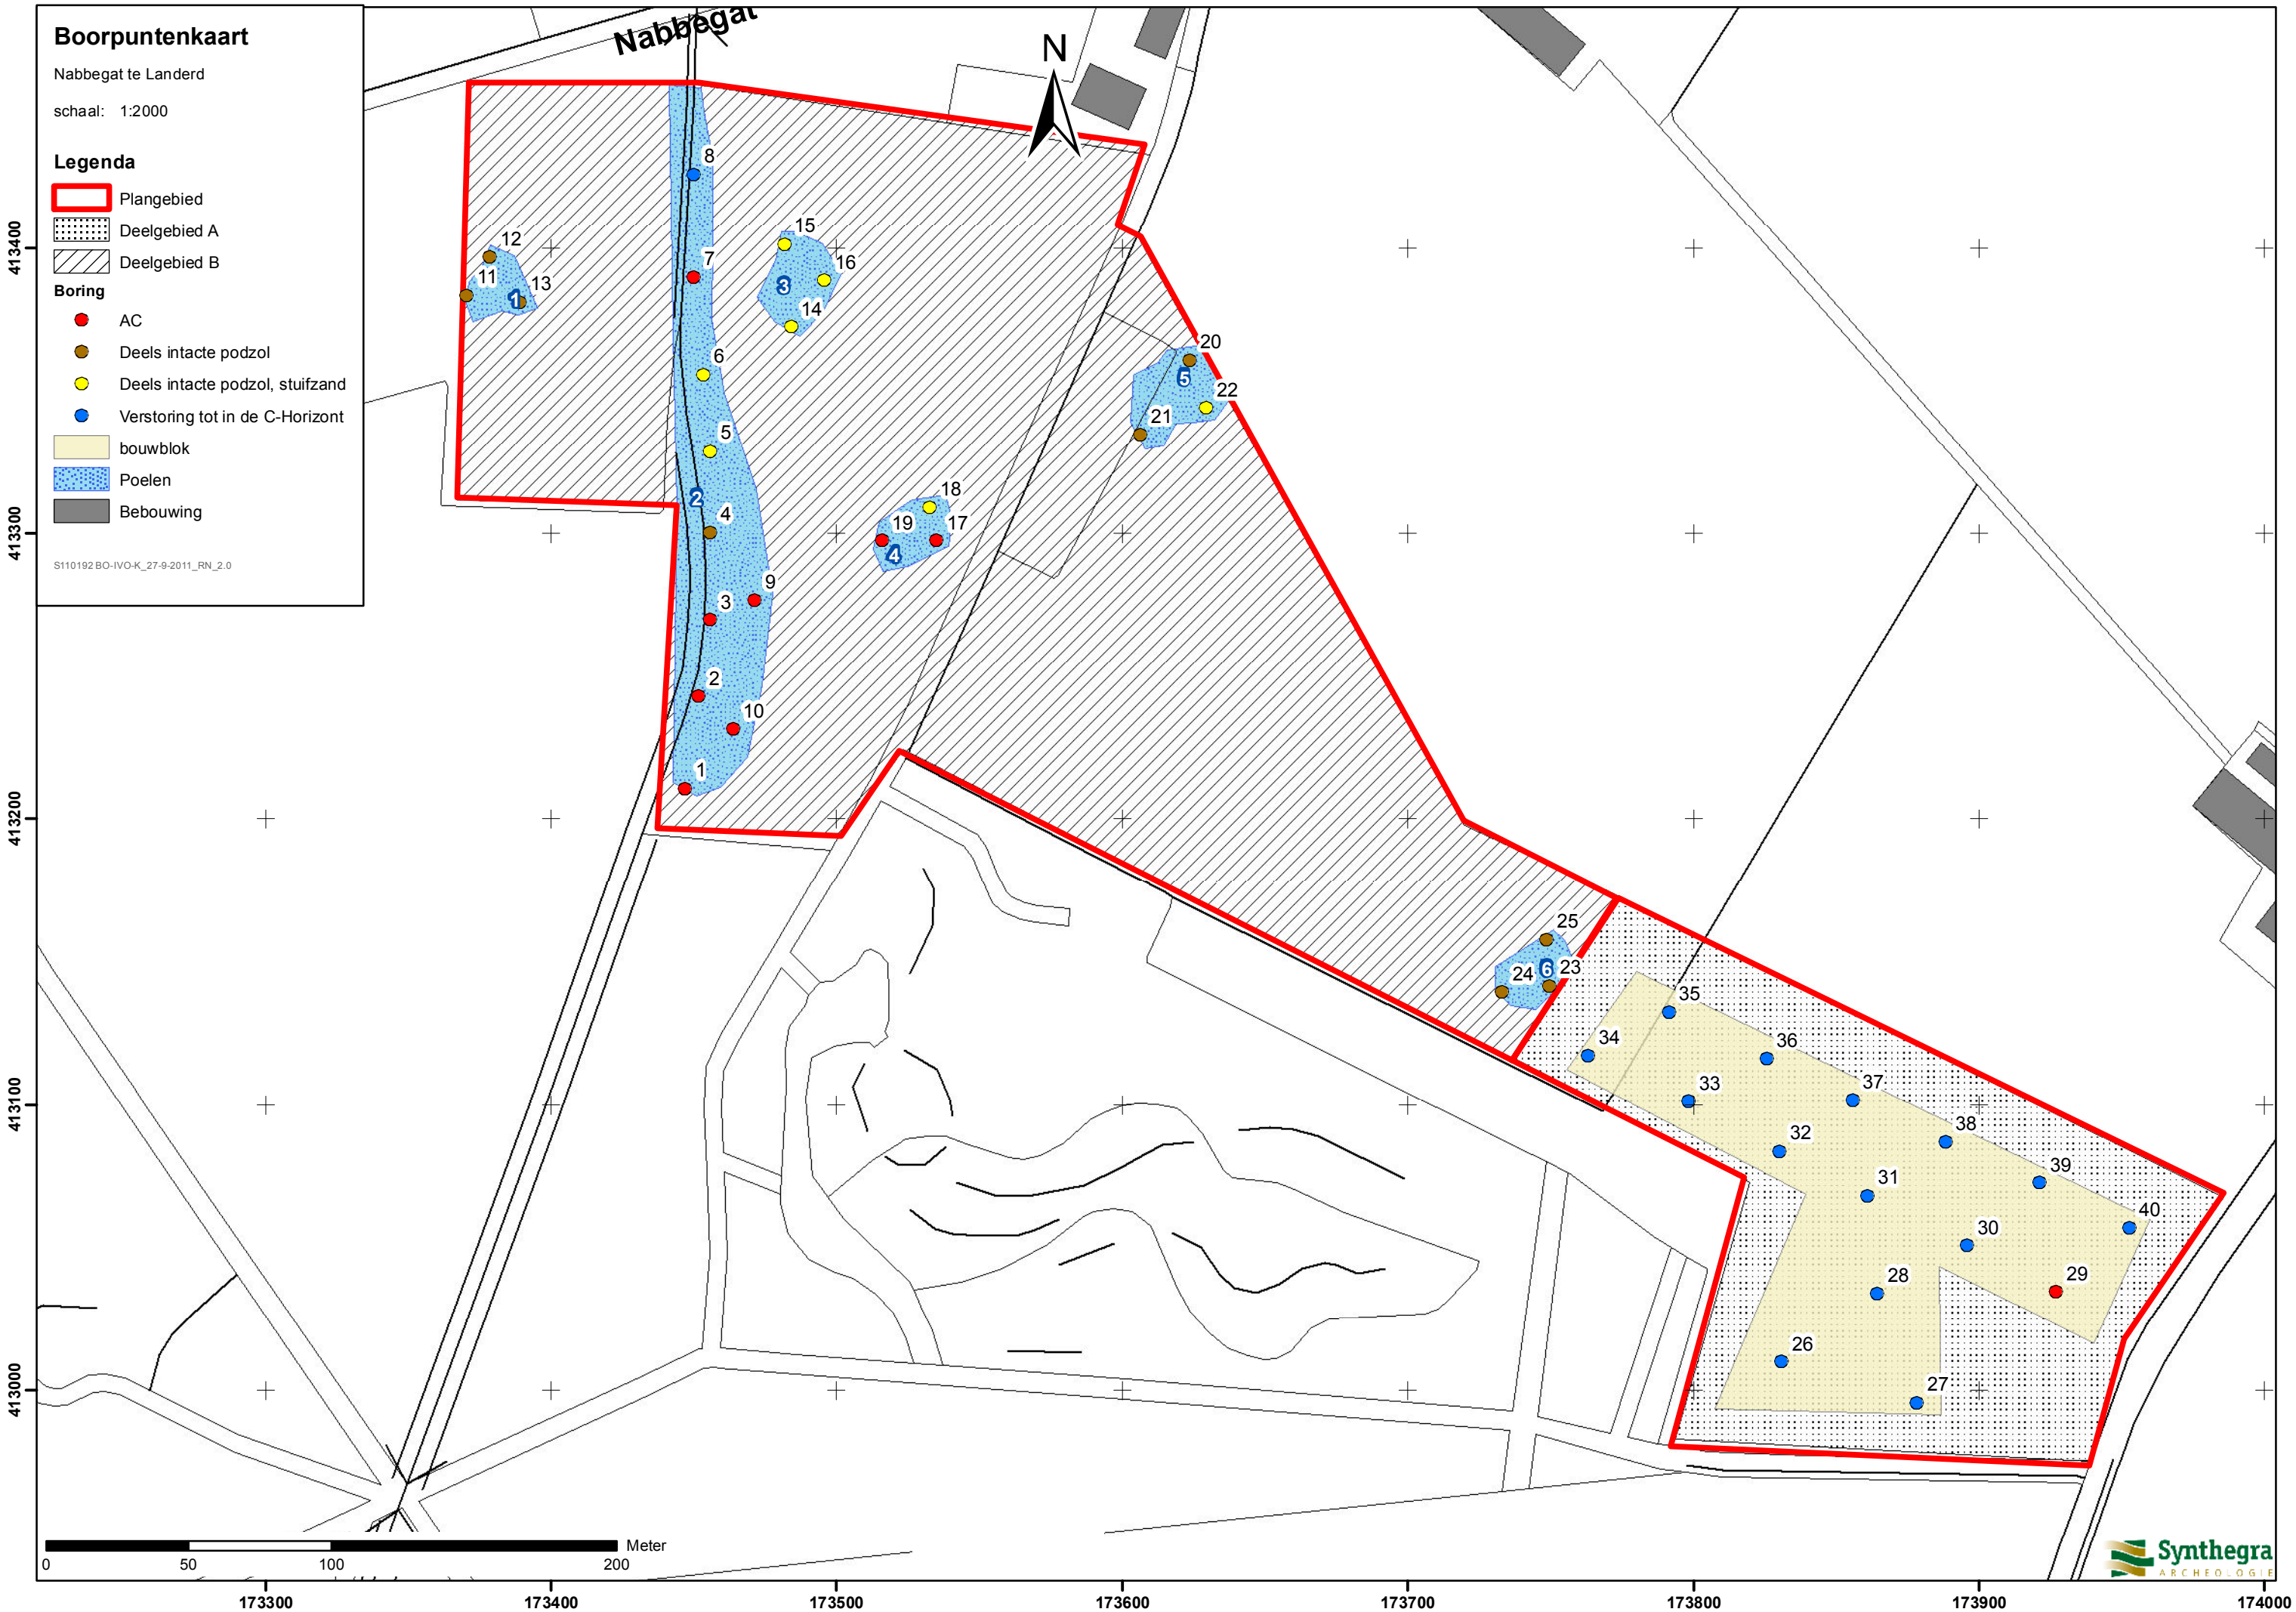 Boorpuntenkaart
Nabbegat te Landerd
schaal: 1:2000
Legenda
Plangebied
Deelgebied A
Deelgebied B
Boring
AC
Deels intacte podzol
Deels intacte podzol, stuifzand
Verstoring tot in de C-Horizont
bouwblok
Poelen
Bebouwing
S110192 BO-IVO-K_27-9-2011_RN_2.0
Nabbegat
N
8
12
15
7
16
11
13
1
3
14
20
6
5
22
21
5
2
18
4
19
17
4
9
3
2
10
1
25
24
6
23
35
34
36
33
37
32
38
31
39
40
30
28
29
26
27
413400
413300
413200
413100
413000
Meter
0 50 100 200
173300 173400 173500 173600 173700 173800 173900 174000
Synthegra
ARCHEOLOGIE